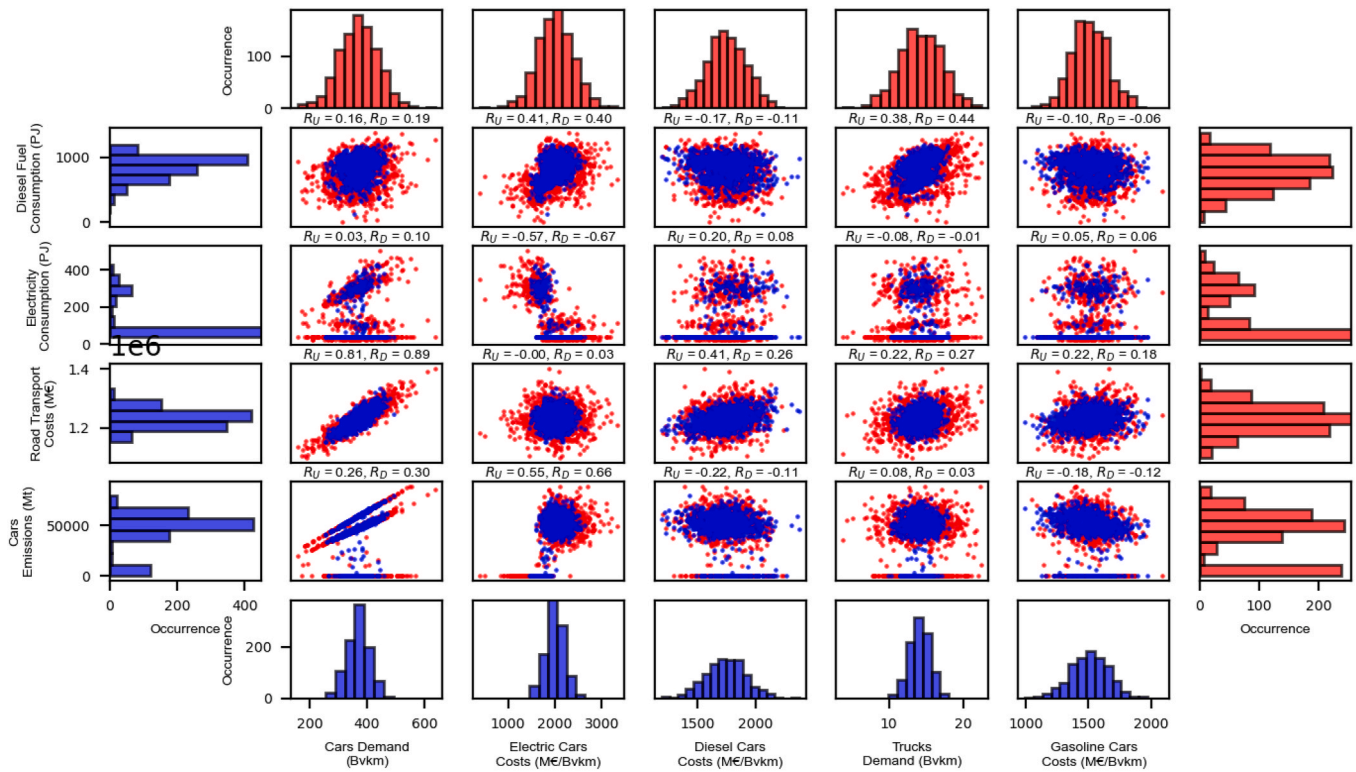 Occurrence
100
0
R_U = 0.16, R_D = 0.19
R_U = 0.41, R_D = 0.40
R_U = -0.17, R_D = -0.11
R_U = 0.38, R_D = 0.44
R_U = -0.10, R_D = -0.06
Diesel Fuel
Consumption (PJ)
1000
0
R_U = 0.03, R_D = 0.10
R_U = -0.57, R_D = -0.67
R_U = 0.20, R_D = 0.08
R_U = -0.08, R_D = -0.01
R_U = 0.05, R_D = 0.06
Electricity
Consumption (PJ)
400
200
0
1e6
R_U = 0.81, R_D = 0.89
R_U = -0.00, R_D = 0.03
R_U = 0.41, R_D = 0.26
R_U = 0.22, R_D = 0.27
R_U = 0.22, R_D = 0.18
Road Transport
Costs (M€)
1.4
1.2
R_U = 0.26, R_D = 0.30
R_U = 0.55, R_D = 0.66
R_U = -0.22, R_D = -0.11
R_U = 0.08, R_D = 0.03
R_U = -0.18, R_D = -0.12
Cars
Emissions (Mt)
50000
0
0 200 400
Occurrence
0 100 200
Occurrence
Occurrence
200
0
200 400 600
Cars Demand
(Bvkm)
1000 2000 3000
Electric Cars
Costs (M€/Bvkm)
1500 2000
Diesel Cars
Costs (M€/Bvkm)
10 20
Trucks
Demand (Bvkm)
1000 1500 2000
Gasoline Cars
Costs (M€/Bvkm)